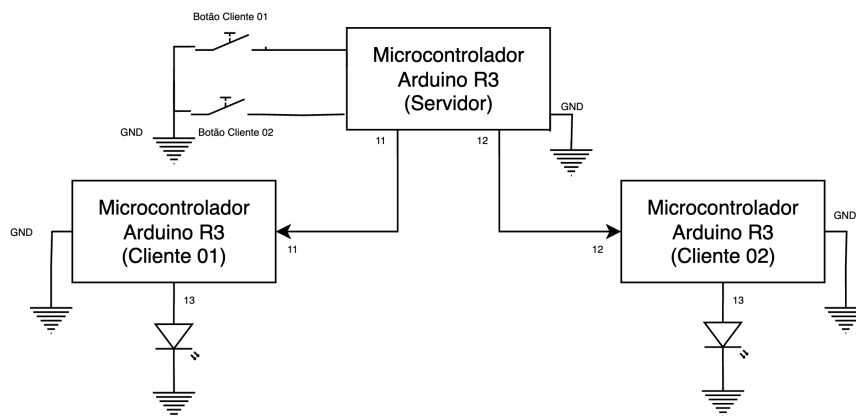 Botão Cliente 01
Microcontrolador
Arduino R3
(Servidor)
GND
GND
Botão Cliente 02
11
12
Microcontrolador
Arduino R3
(Cliente 01)
GND
11
13
Microcontrolador
Arduino R3
(Cliente 02)
GND
12
13